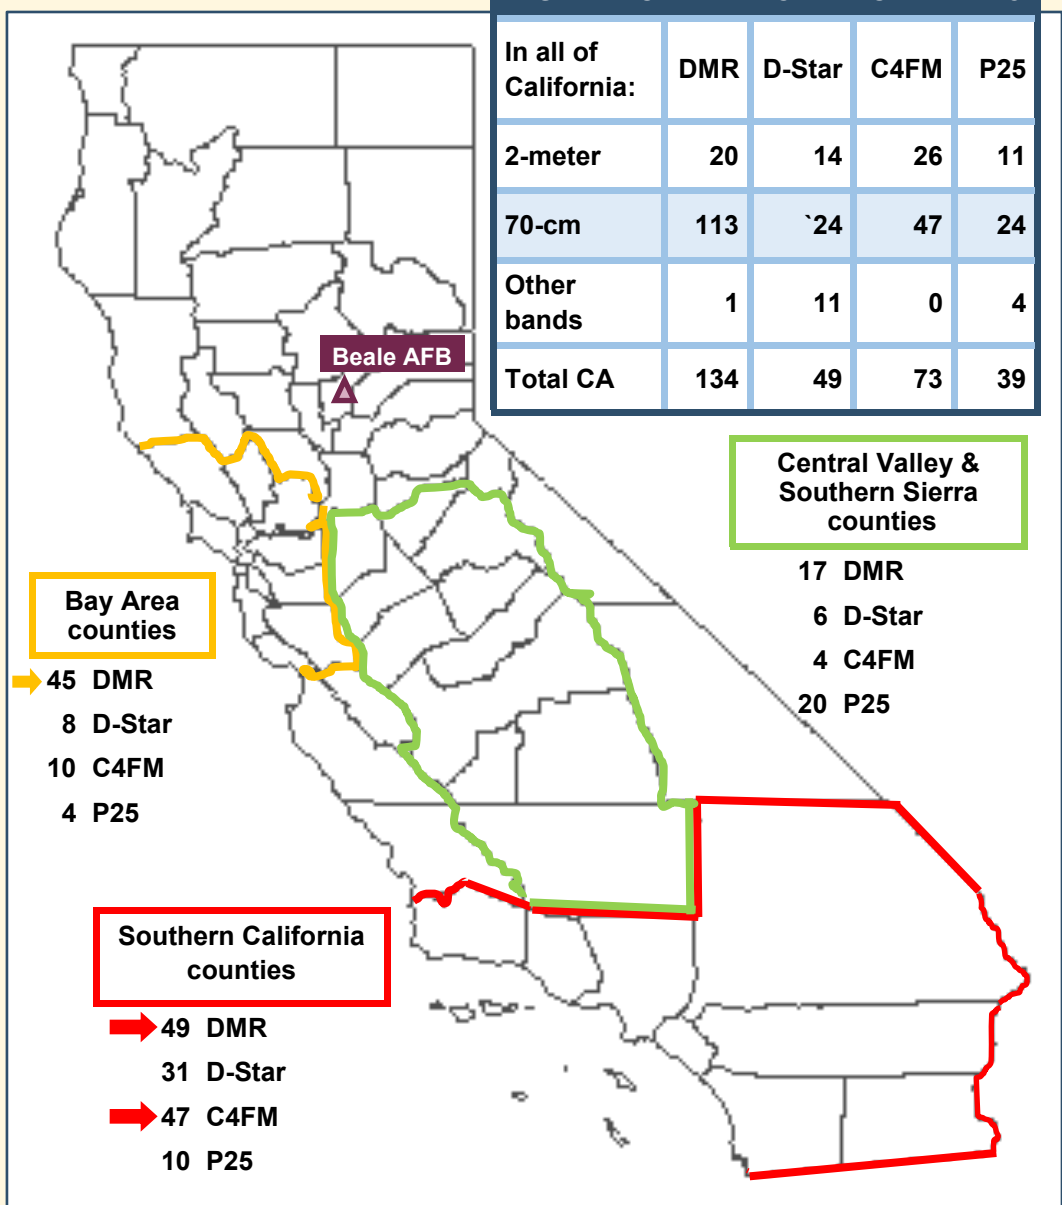 In all of
California:
DMR D-Star C4FM P25
2-meter 20 14 26 11
70-cm 113 `24 47 24
Other
bands
1 11 0 4
Total CA 134 49 73 39
Beale AFB
Central Valley &
Southern Sierra
counties
17 DMR
6 D-Star
4 C4FM
20 P25
Bay Area
counties
45 DMR
8 D-Star
10 C4FM
4 P25
Southern California
counties
49 DMR
31 D-Star
47 C4FM
10 P25